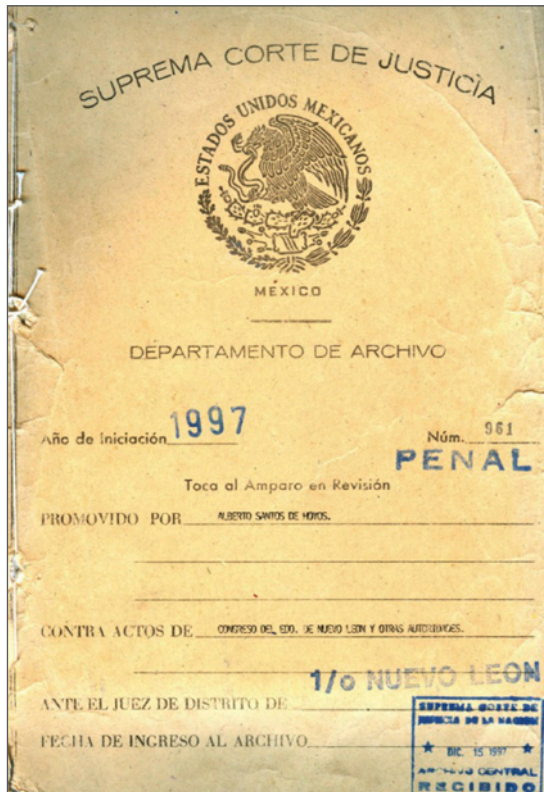 SUPREMA CORTE DE JUSTICIA
ESTADOS UNIDOS MEXICANOS
MÉXICO
DEPARTAMENTO DE ARCHIVO
Año de Iniciación 1997 Núm. 961
PENAL
Toca al Amparo en Revisión
PROMOVIDO POR ALBERTO SANTOS DE HOYOS.
CONTRA ACTOS DE CONGRESO DEL EDO. DE NUEVO LEON Y OTRAS AUTORIDADES.
1/o NUEVO LEON
ANTE EL JUEZ DE DISTRITO DE
SUPREMA CORTE DE
JUSTICIA DE LA NACION
FECHA DE INGRESO AL ARCHIVO
★ DIC. 15 1997 ★
ARCHIVO CENTRAL
RECIBIDO